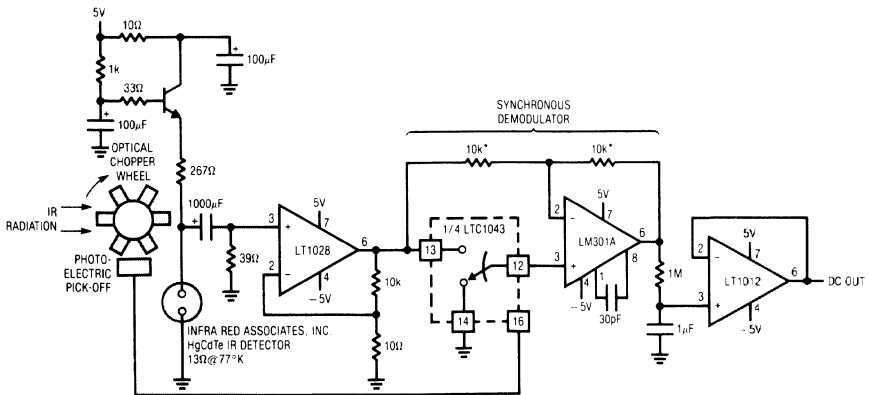 5V
10Ω
1k
33Ω
+
100μF
+
100μF
OPTICAL
CHOPPER
WHEEL
267Ω
IR
RADIATION
PHOTO-
ELECTRIC
PICK-OFF
1000μF
+
39Ω
INFRA RED ASSOCIATES, INC.
HgCdTe IR DETECTOR
13Ω@77°K
3
+
2
−
5V
7
LT1028
6
4
−5V
10k
10Ω
SYNCHRONOUS
DEMODULATOR
10k*
10k*
1/4 LTC1043
13
12
14
16
2
−
3
+
5V
7
LM301A
6
4
−5V
1
8
30pF
1M
1μF
2
−
3
+
5V
7
LT1012
6
4
−5V
DC OUT